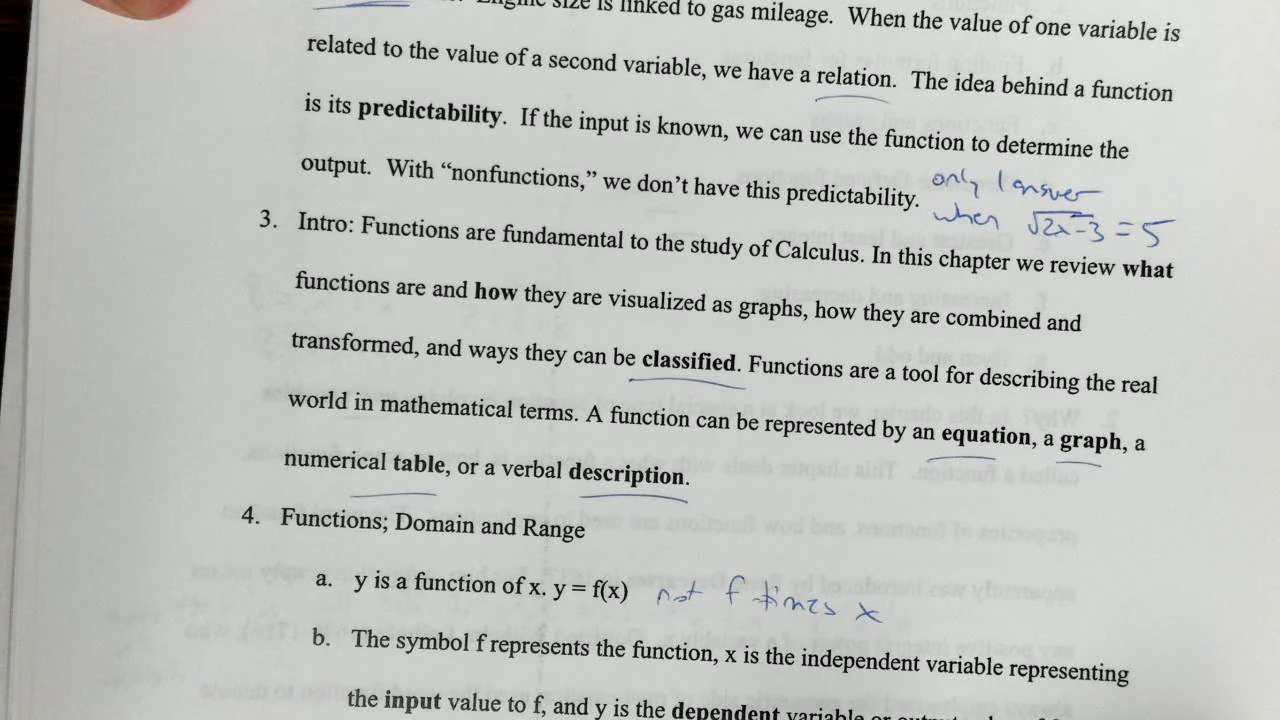 Engine size is linked to gas mileage. When the value of one variable is
related to the value of a second variable, we have a relation. The idea behind a function
is its predictability. If the input is known, we can use the function to determine the
output. With “nonfunctions,” we don’t have this predictability. only 1 answer
when √2x-3 = 5
3. Intro: Functions are fundamental to the study of Calculus. In this chapter we review what
functions are and how they are visualized as graphs, how they are combined and
transformed, and ways they can be classified. Functions are a tool for describing the real
world in mathematical terms. A function can be represented by an equation, a graph, a
numerical table, or a verbal description.
4. Functions; Domain and Range
a. y is a function of x. y = f(x) not f times x
b. The symbol f represents the function, x is the independent variable representing
the input value to f, and y is the dependent variable or